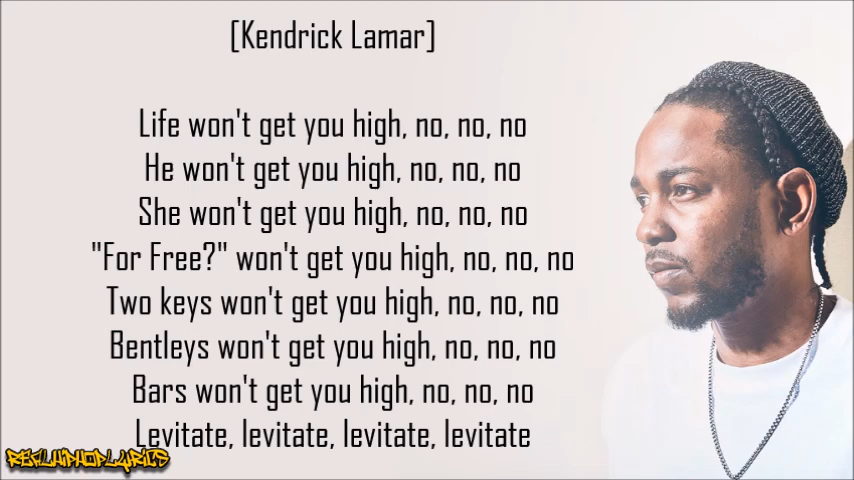 [Kendrick Lamar]
Life won't get you high, no, no, no
He won't get you high, no, no, no
She won't get you high, no, no, no
"For Free?" won't get you high, no, no, no
Two keys won't get you high, no, no, no
Bentleys won't get you high, no, no, no
Bars won't get you high, no, no, no
Levitate, levitate, levitate, levitate
REFLHIPHOPLYRICS